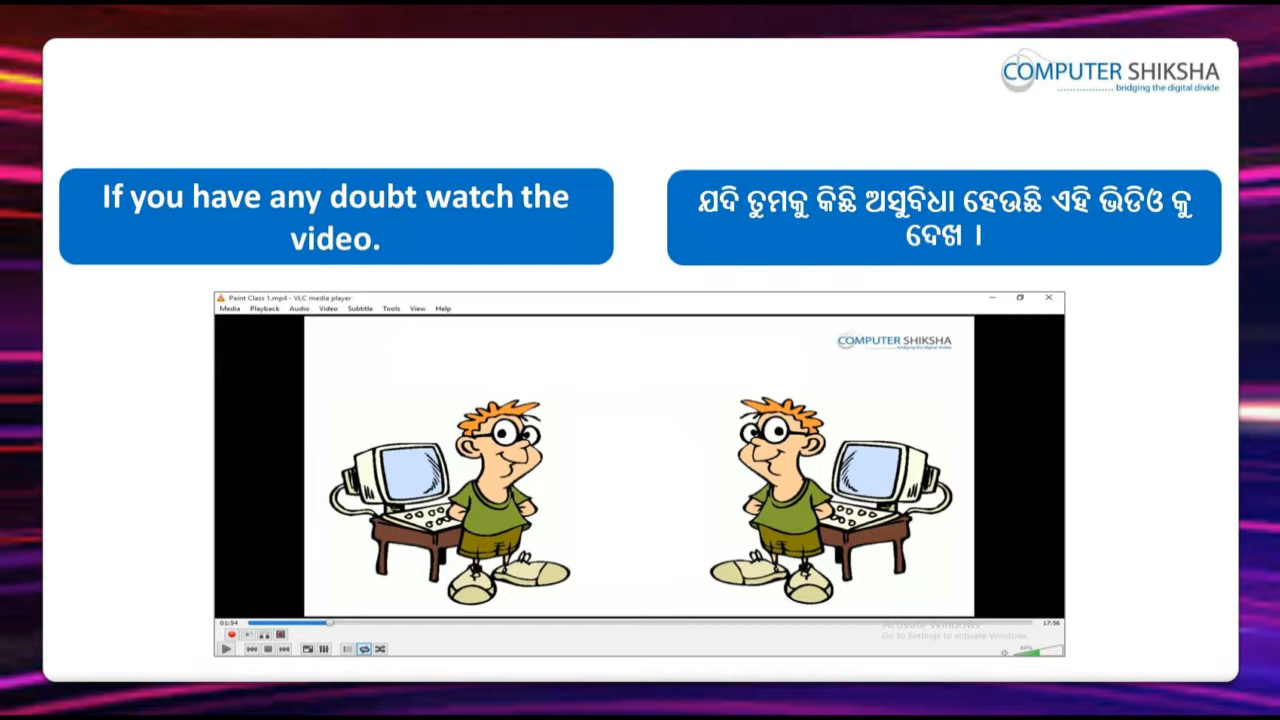 COMPUTER SHIKSHA
bridging the digital divide
If you have any doubt watch the
video.
ଯଦି ତୁମକୁ କିଛି ଅସୁବିଧା ହେଉଛି ଏହି ଭିଡିଓ କୁ
ଦେଖ ।
Paint Class 1.mp4 - VLC media player
Media Playback Audio Video Subtitle Tools View Help
COMPUTER SHIKSHA
bridging the digital divide
01:54
17:56
Activate Windows
Go to Settings to activate Windows.